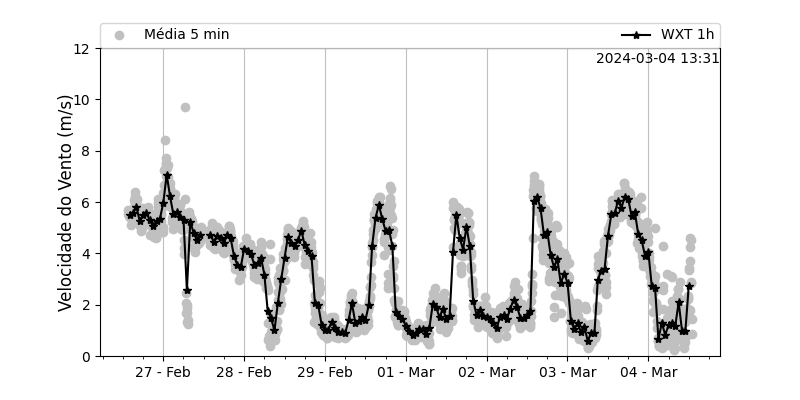 Média 5 min
WXT 1h
2024-03-04 13:31
Velocidade do Vento (m/s)
12
10
8
6
4
2
0
27 - Feb
28 - Feb
29 - Feb
01 - Mar
02 - Mar
03 - Mar
04 - Mar